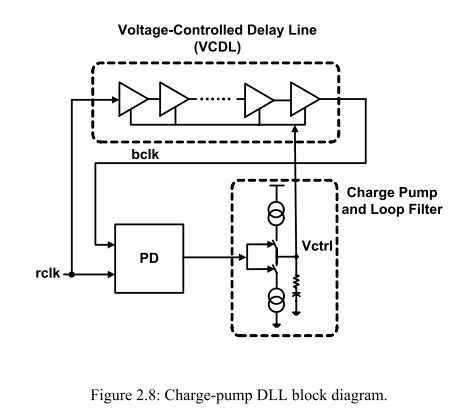 Voltage-Controlled Delay Line
(VCDL)
bclk
Charge Pump
and Loop Filter
Vctrl
PD
rclk
Figure 2.8: Charge-pump DLL block diagram.